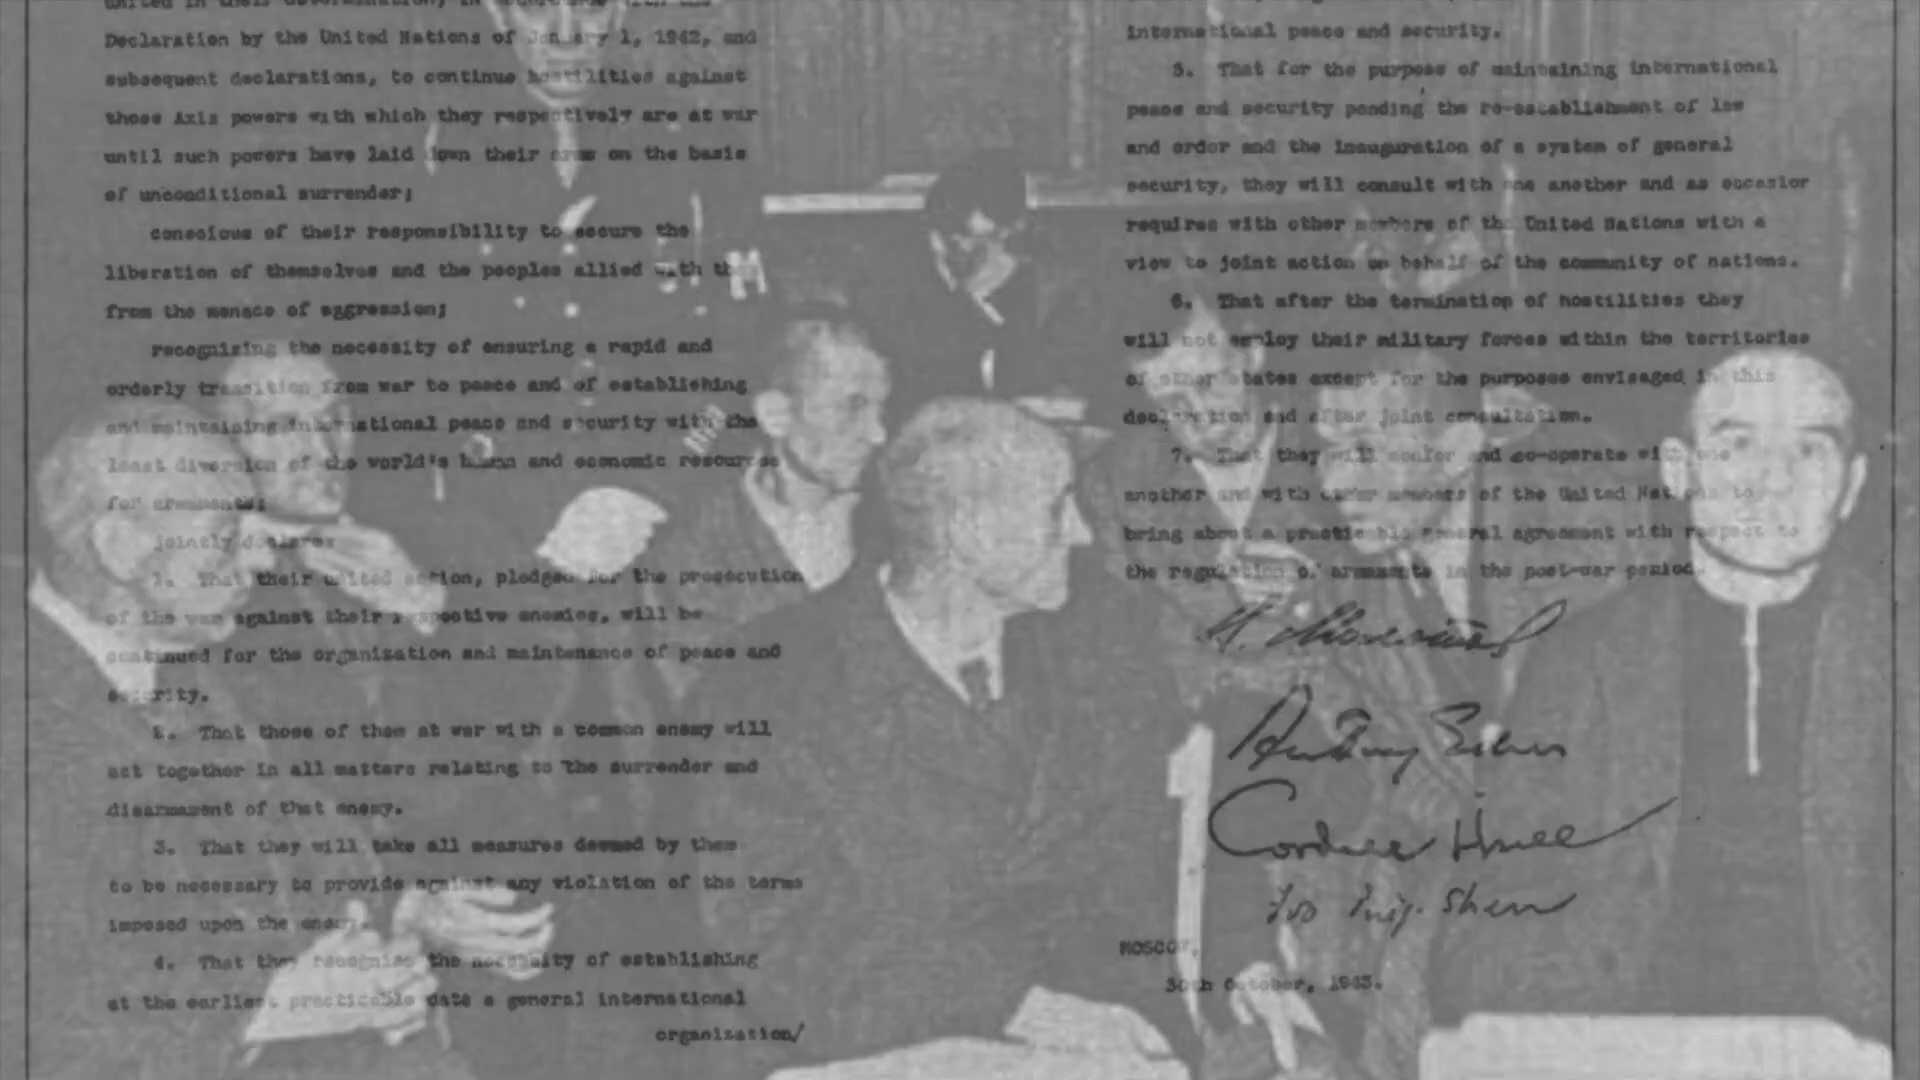 united in their determination, in accordance with the
Declaration by the United Nations of January 1, 1942, and
subsequent declarations, to continue hostilities against
those Axis powers with which they respectively are at war
until such powers have laid down their arms on the basis
of unconditional surrender;
conscious of their responsibility to secure the
liberation of themselves and the peoples allied with them
from the menace of aggression;
recognizing the necessity of ensuring a rapid and
orderly transition from war to peace and of establishing
and maintaining international peace and security with the
least diversion of the world's human and economic resources
for armaments;
jointly declare:
1. That their united action, pledged for the prosecution
of the war against their respective enemies, will be
continued for the organization and maintenance of peace and
security.
2. That those of them at war with a common enemy will
act together in all matters relating to the surrender and
disarmament of that enemy.
3. That they will take all measures deemed by them
to be necessary to provide against any violation of the terms
imposed upon the enemy.
4. That they recognise the necessity of establishing
at the earliest practicable date a general international
organization/
international peace and security.
5. That for the purpose of maintaining international
peace and security pending the re-establishment of law
and order and the inauguration of a system of general
security, they will consult with one another and as occasion
requires with other members of the United Nations with a
view to joint action on behalf of the community of nations.
6. That after the termination of hostilities they
will not employ their military forces within the territories
of other states except for the purposes envisaged in this
declaration and after joint consultation.
7. That they will confer and co-operate with one
another and with other members of the United Nations to
bring about a practicable general agreement with respect to
the regulation of armaments in the post-war period.
Anthony Eden
Cordell Hull
Foo Ping-Sheun
MOSCOW,
30th October, 1943.